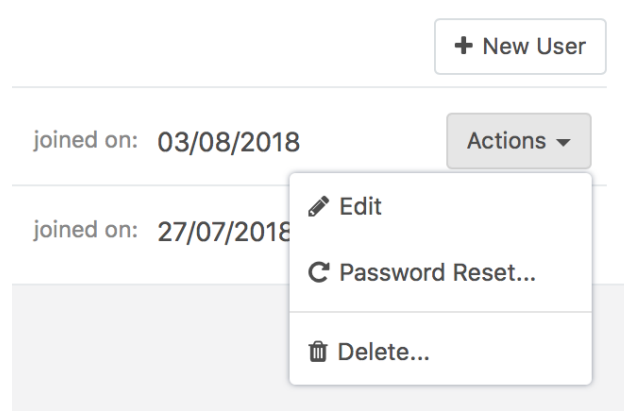 New User
joined on: 03/08/2018 Actions
Edit
joined on: 27/07/2018
Password Reset...
Delete...